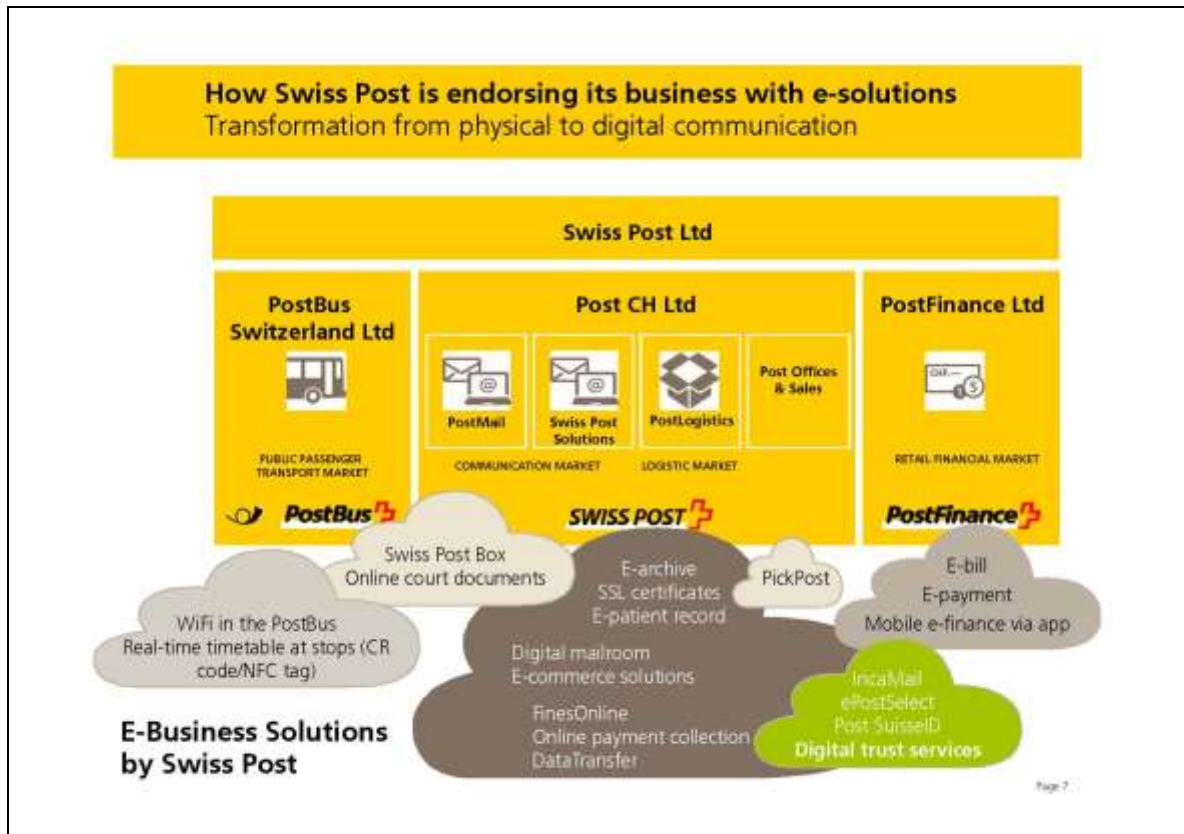 How Swiss Post is endorsing its business with e-solutions
Transformation from physical to digital communication
Swiss Post Ltd
PostBus
Switzerland Ltd
PUBLIC PASSENGER
TRANSPORT MARKET
PostBus
Post CH Ltd
@
PostMail
@
Swiss Post
Solutions
PostLogistics
Post Offices
& Sales
COMMUNICATION MARKET
LOGISTIC MARKET
SWISS POST
PostFinance Ltd
CHF.—
$
RETAIL FINANCIAL MARKET
PostFinance
WiFi in the PostBus
Real-time timetable at stops (CR
code/NFC tag)
Swiss Post Box
Online court documents
E-archive
SSL certificates
E-patient record
Digital mailroom
E-commerce solutions
FinesOnline
Online payment collection
DataTransfer
PickPost
E-bill
E-payment
Mobile e-finance via app
IncaMail
ePostSelect
Post SuisseID
Digital trust services
E-Business Solutions
by Swiss Post
Page 7